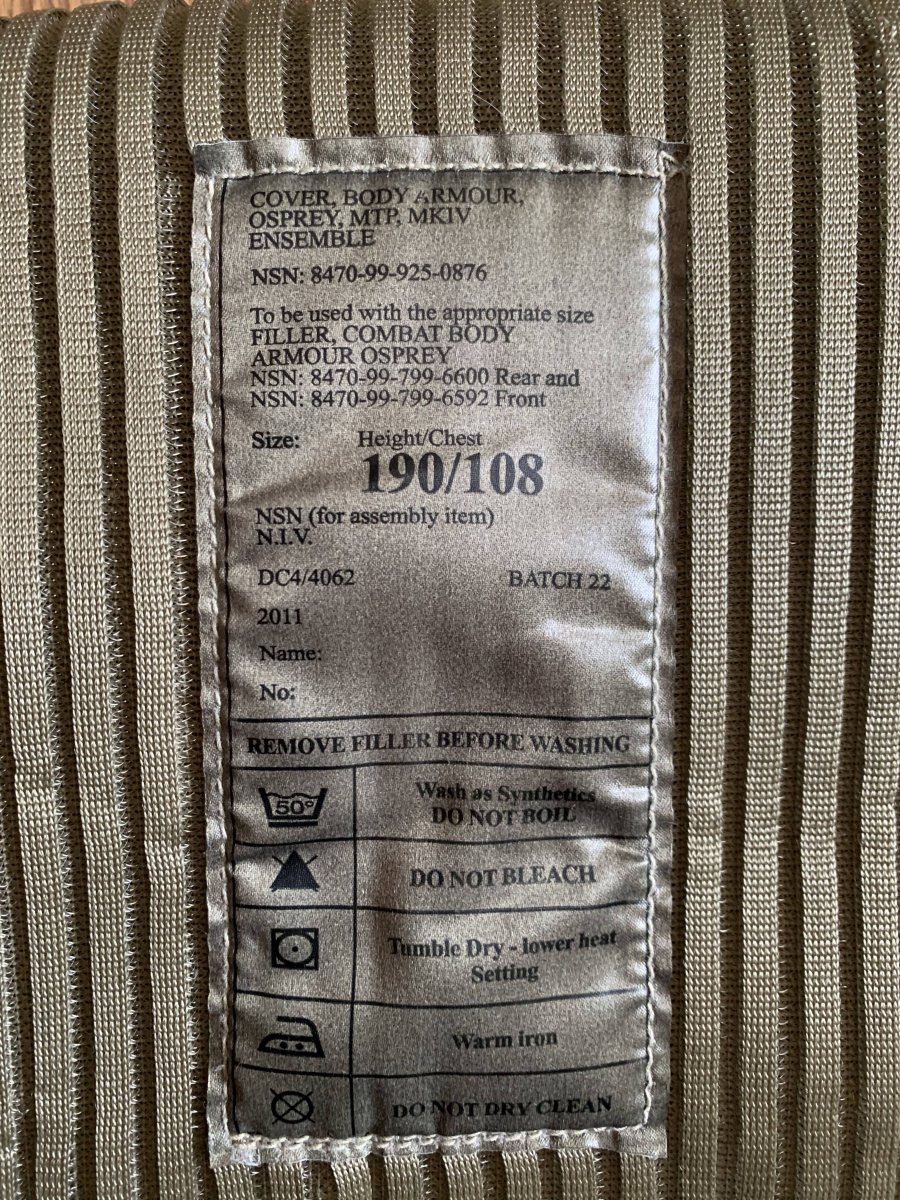 COVER, BODY ARMOUR,
OSPREY, MTP, MKIV
ENSEMBLE
NSN: 8470-99-925-0876
To be used with the appropriate size
FILLER, COMBAT BODY
ARMOUR OSPREY
NSN: 8470-99-799-6600 Rear and
NSN: 8470-99-799-6592 Front
Size: Height/Chest
190/108
NSN (for assembly item)
N.I.V.
DC4/4062 BATCH 22
2011
Name:
No:
REMOVE FILLER BEFORE WASHING
50° Wash as Synthetics
DO NOT BOIL
DO NOT BLEACH
Tumble Dry - lower heat
Setting
Warm iron
DO NOT DRY CLEAN